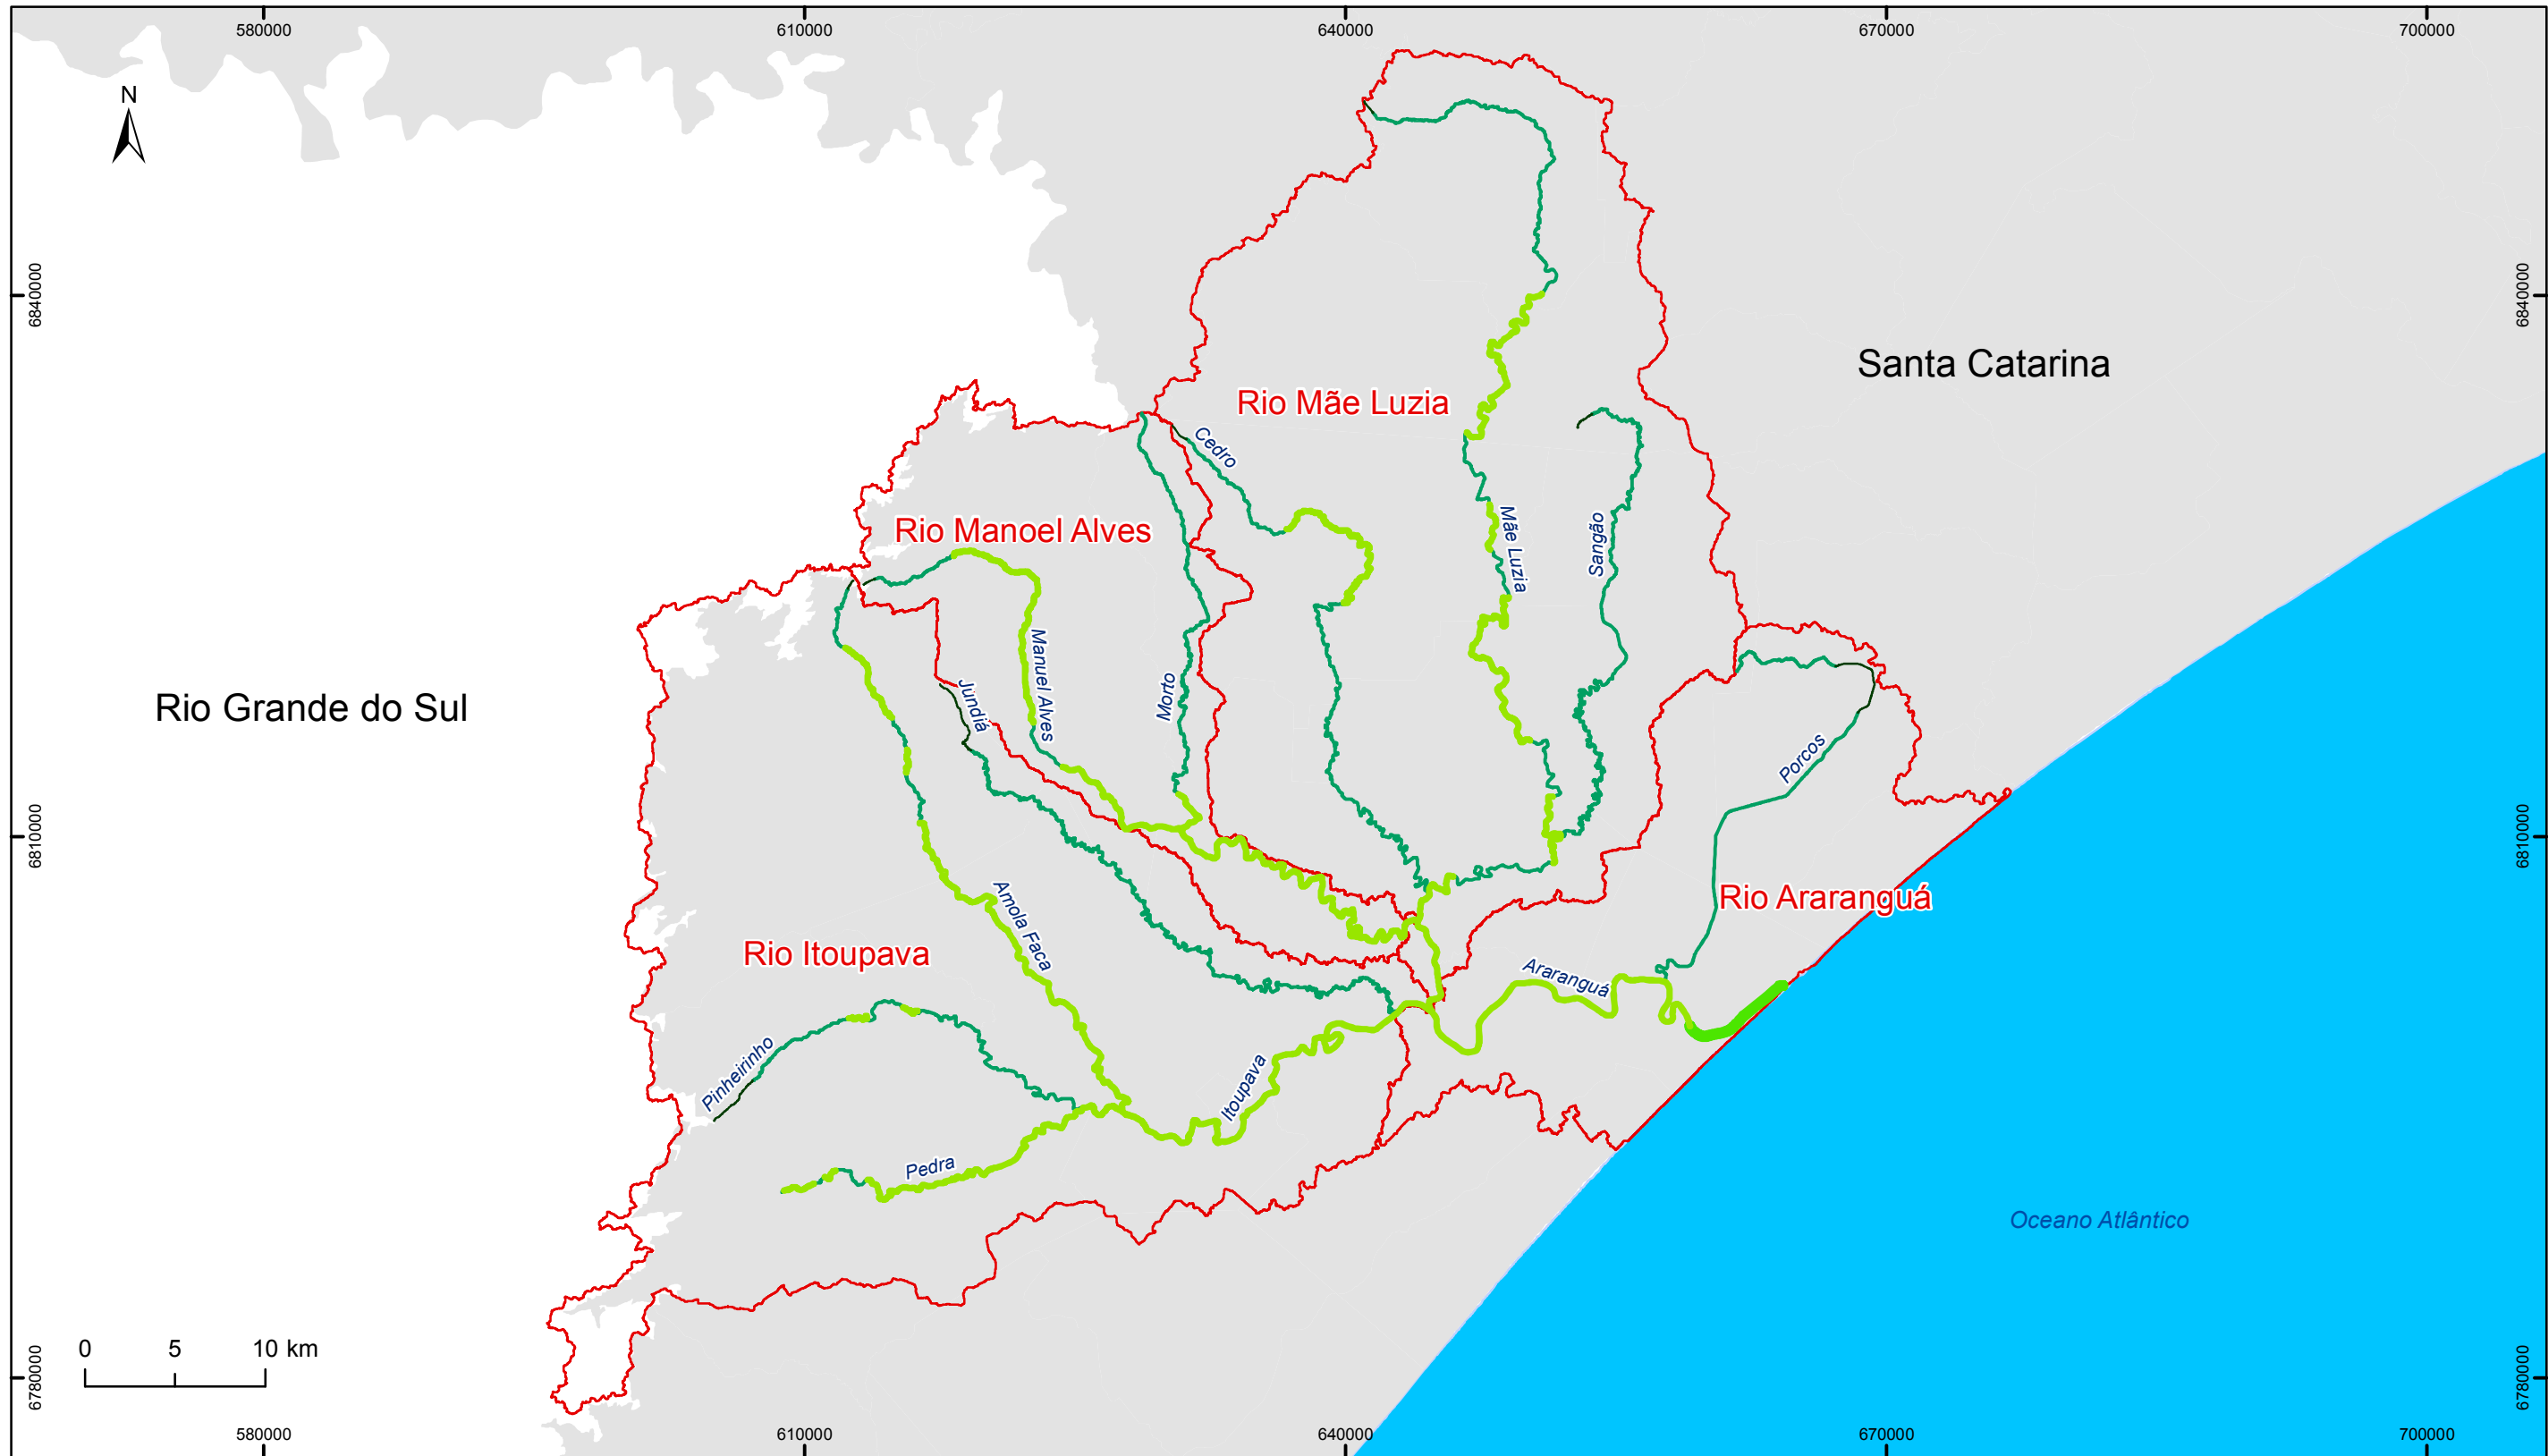 580000
610000
640000
670000
700000
N
6840000
6840000
Santa Catarina
Rio Mãe Luzia
Cedro
Rio Manoel Alves
Mãe Luzia
Sangão
Manuel Alves
Jundiá
Morto
Rio Grande do Sul
Porcos
6810000
6810000
Amola Faca
Rio Araranguá
Rio Itoupava
Araranguá
Pinheirinho
Itoupava
Pedra
Oceano Atlântico
0 5 10 km
6780000
6780000
580000
610000
640000
670000
700000